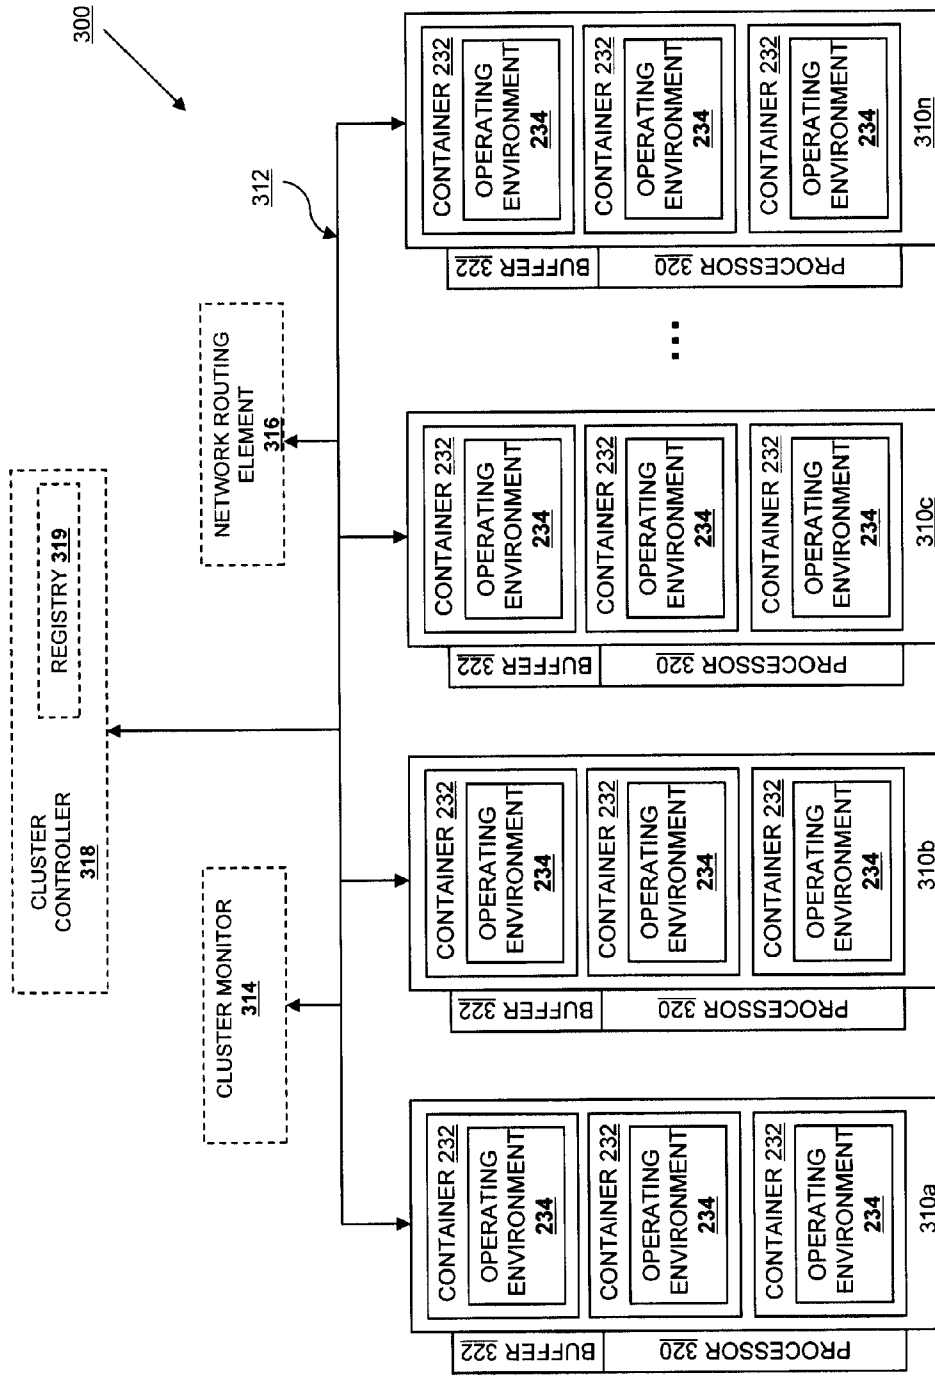 300
CLUSTER
CONTROLLER
318
REGISTRY 319
CLUSTER MONITOR
314
NETWORK ROUTING
ELEMENT
316
312
BUFFER 322
PROCESSOR 320
CONTAINER 232
OPERATING
ENVIRONMENT
234
CONTAINER 232
OPERATING
ENVIRONMENT
234
CONTAINER 232
OPERATING
ENVIRONMENT
234
310a
BUFFER 322
PROCESSOR 320
CONTAINER 232
OPERATING
ENVIRONMENT
234
CONTAINER 232
OPERATING
ENVIRONMENT
234
CONTAINER 232
OPERATING
ENVIRONMENT
234
310b
BUFFER 322
PROCESSOR 320
CONTAINER 232
OPERATING
ENVIRONMENT
234
CONTAINER 232
OPERATING
ENVIRONMENT
234
CONTAINER 232
OPERATING
ENVIRONMENT
234
310c
...
BUFFER 322
PROCESSOR 320
CONTAINER 232
OPERATING
ENVIRONMENT
234
CONTAINER 232
OPERATING
ENVIRONMENT
234
CONTAINER 232
OPERATING
ENVIRONMENT
234
310n